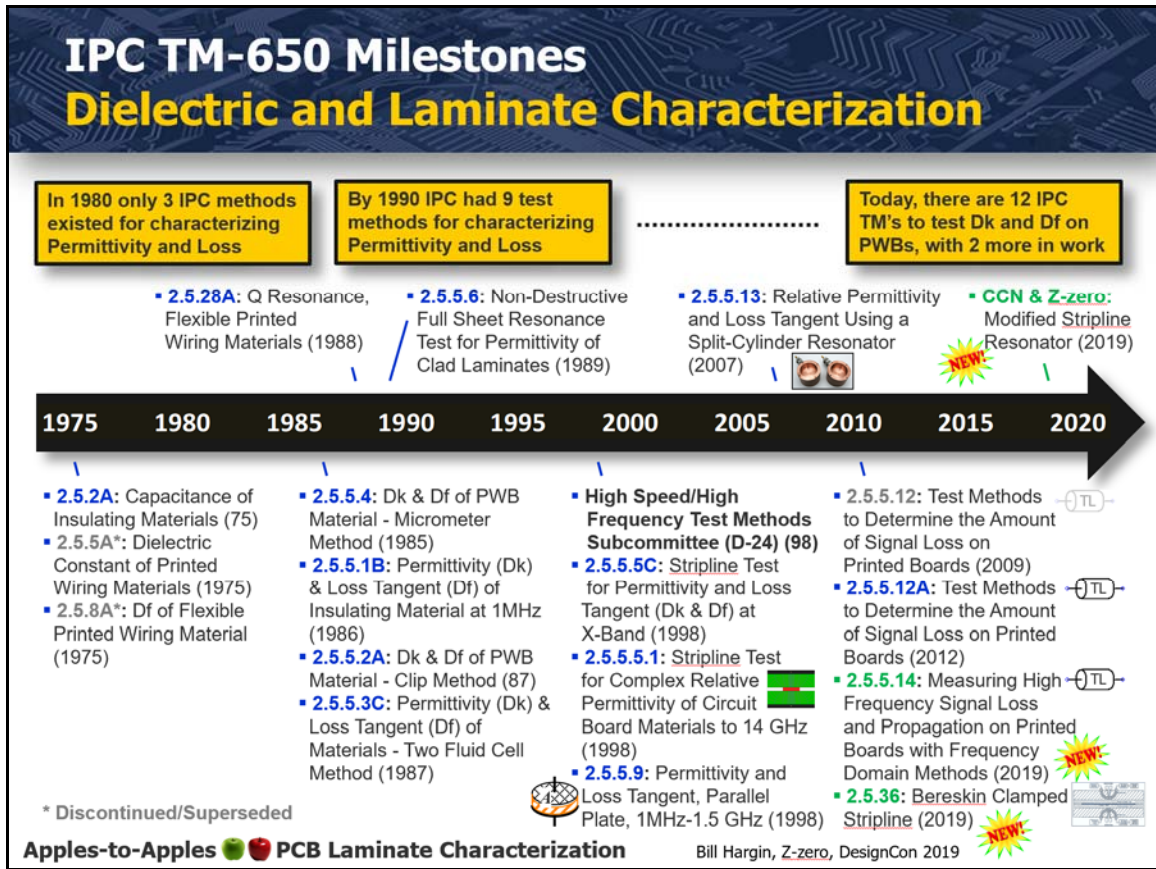 IPC TM-650 Milestones
Dielectric and Laminate Characterization
In 1980 only 3 IPC methods
existed for characterizing
Permittivity and Loss
By 1990 IPC had 9 test
methods for characterizing
Permittivity and Loss
Today, there are 12 IPC
TM's to test Dk and Df on
PWBs, with 2 more in work
▪ 2.5.28A: Q Resonance,
Flexible Printed
Wiring Materials (1988)
▪ 2.5.5.6: Non-Destructive
Full Sheet Resonance
Test for Permittivity of
Clad Laminates (1989)
▪ 2.5.5.13: Relative Permittivity
and Loss Tangent Using a
Split-Cylinder Resonator
(2007)
▪ CCN & Z-zero:
Modified Stripline
Resonator (2019)
NEW!
1975 1980 1985 1990 1995 2000 2005 2010 2015 2020
▪ 2.5.2A: Capacitance of
Insulating Materials (75)
▪ 2.5.5A*: Dielectric
Constant of Printed
Wiring Materials (1975)
▪ 2.5.8A*: Df of Flexible
Printed Wiring Material
(1975)
▪ 2.5.5.4: Dk & Df of PWB
Material - Micrometer
Method (1985)
▪ 2.5.5.1B: Permittivity (Dk)
& Loss Tangent (Df) of
Insulating Material at 1MHz
(1986)
▪ 2.5.5.2A: Dk & Df of PWB
Material - Clip Method (87)
▪ 2.5.5.3C: Permittivity (Dk) &
Loss Tangent (Df) of
Materials - Two Fluid Cell
Method (1987)
▪ High Speed/High
Frequency Test Methods
Subcommittee (D-24) (98)
▪ 2.5.5.5C: Stripline Test
for Permittivity and Loss
Tangent (Dk & Df) at
X-Band (1998)
▪ 2.5.5.5.1: Stripline Test
for Complex Relative
Permittivity of Circuit
Board Materials to 14 GHz
(1998)
▪ 2.5.5.9: Permittivity and
Loss Tangent, Parallel
Plate, 1MHz-1.5 GHz (1998)
A
▪ 2.5.5.12: Test Methods
to Determine the Amount
of Signal Loss on
Printed Boards (2009)
TL
▪ 2.5.5.12A: Test Methods
to Determine the Amount
of Signal Loss on Printed
Boards (2012)
TL
▪ 2.5.5.14: Measuring High
Frequency Signal Loss
and Propagation on Printed
Boards with Frequency
Domain Methods (2019)
TL
NEW!
▪ 2.5.36: Bereskin Clamped
Stripline (2019)
NEW!
* Discontinued/Superseded
Apples-to-Apples PCB Laminate Characterization
Bill Hargin, Z-zero, DesignCon 2019